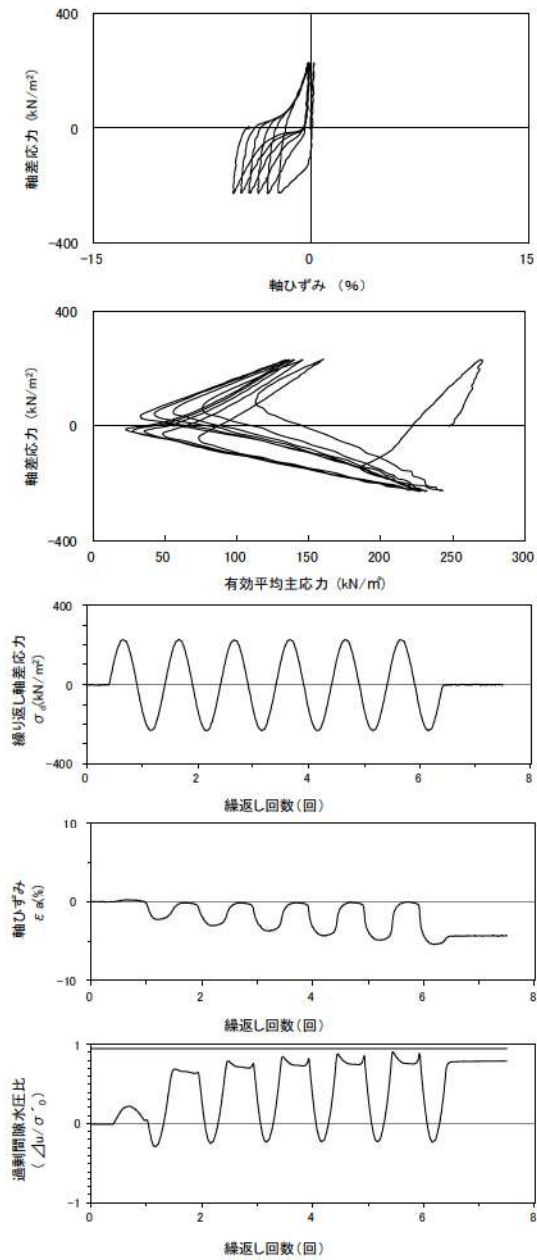 400
軸差応力 (kN/m²)
0
-400
-15 0 15
軸ひずみ (%)
400
軸差応力 (kN/m²)
0
-400
0 50 100 150 200 250 300
有効平均主応力 (kN/㎡)
400
繰り返し軸差応力
σd(kN/m²)
0
-400
0 2 4 6 8
繰返し回数(回)
10
軸ひずみ
εa(%)
0
-10
0 2 4 6 8
繰返し回数(回)
1
過剰間隙水圧比
(⊿u/σ´0)
0
-1
0 2 4 6 8
繰返し回数(回)